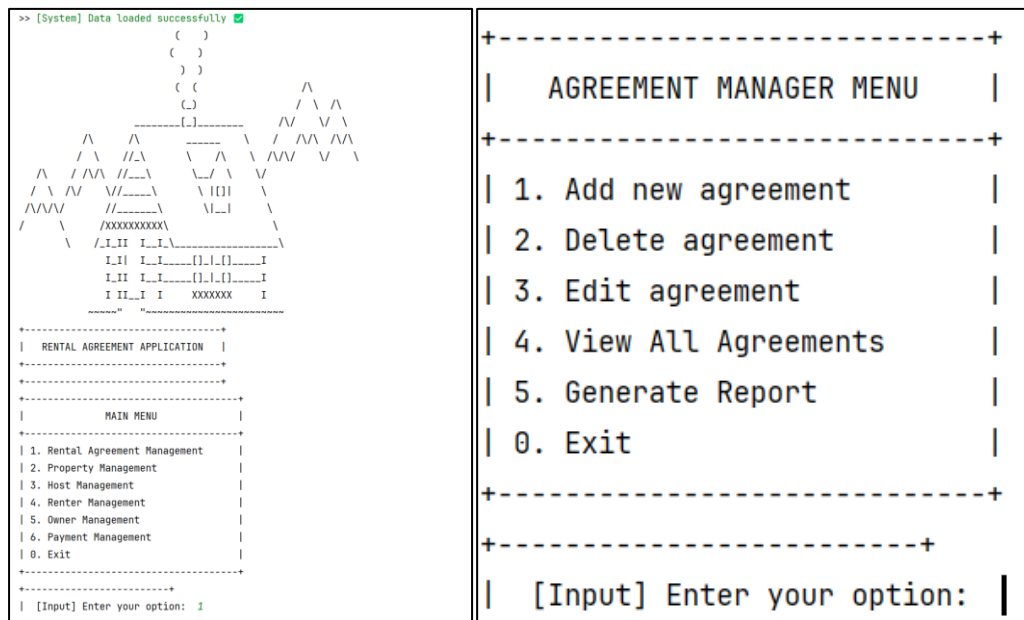 >> [System] Data loaded successfully ✅
RENTAL AGREEMENT APPLICATION
MAIN MENU
1. Rental Agreement Management
2. Property Management
3. Host Management
4. Renter Management
5. Owner Management
6. Payment Management
0. Exit
[Input] Enter your option: 1
AGREEMENT MANAGER MENU
1. Add new agreement
2. Delete agreement
3. Edit agreement
4. View All Agreements
5. Generate Report
0. Exit
[Input] Enter your option: